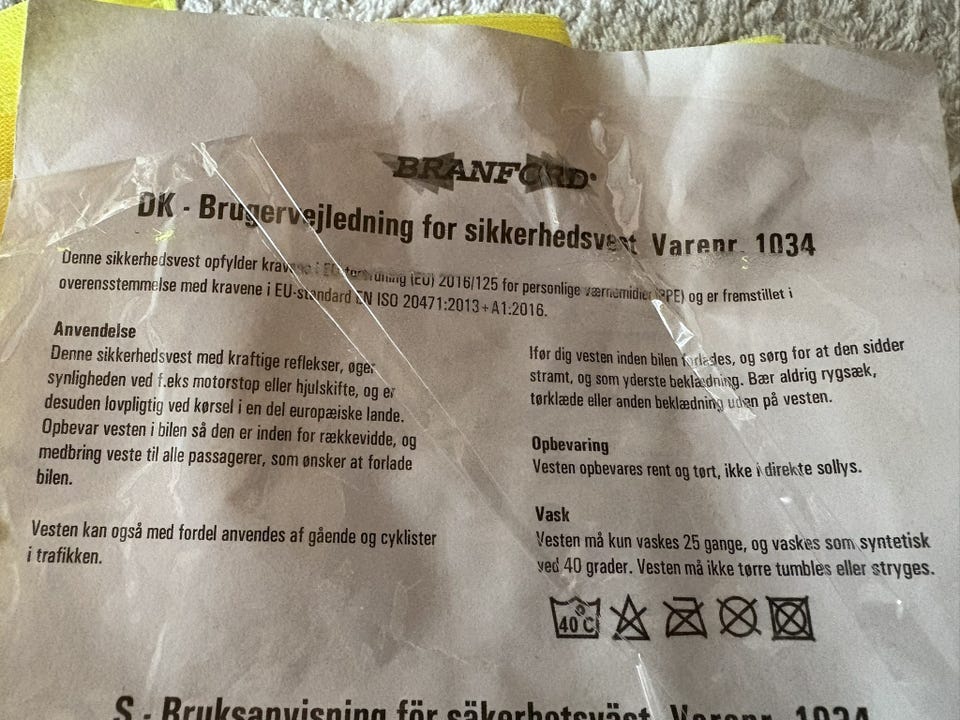 BRANFORD®
DK - Brugervejledning for sikkerhedsvest Varenr. 1034
Denne sikkerhedsvest opfylder kravene i (EU) 2016/125 for personlige værnemidler (PPE) og er fremstillet i
overensstemmelse med kravene i EU-standard EN ISO 20471:2013+A1:2016.
Anvendelse
Denne sikkerhedsvest med kraftige reflekser, øger
synligheden ved f.eks motorstop eller hjulskifte, og er
desuden lovpligtig ved kørsel i en del europæiske lande.
Opbevar vesten i bilen så den er inden for rækkevidde, og
medbring veste til alle passagerer, som ønsker at forlade
bilen.
Vesten kan også med fordel anvendes af gående og cyklister
i trafikken.
Ifør dig vesten inden bilen forlades, og sørg for at den sidder
stramt, og som yderste beklædning. Bær aldrig rygsæk,
tørklæde eller anden beklædning uden på vesten.
Opbevaring
Vesten opbevares rent og tørt, ikke i direkte sollys.
Vask
Vesten må kun vaskes 25 gange, og vaskes som syntetisk
ved 40 grader. Vesten må ikke tørre tumbles eller stryges.
40°C
S - Bruksanvisning för säkerhetsväst Varenr. 1034